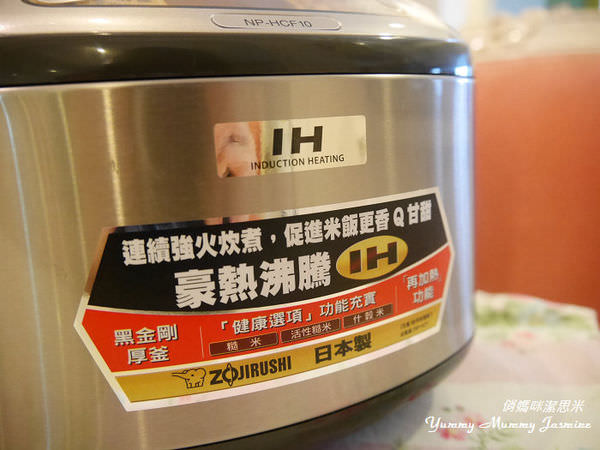 NP-HCF10
IH
INDUCTION HEATING
連續強火炊煮，促進米飯更香Q甘甜
豪熱沸騰 IH
黑金剛
厚釜
「健康選項」功能充實
糙米 活性糙米 什穀米
「再加熱」
功能
ZOJIRUSHI 日本製
俏媽咪潔思米
Yummy Mummy Jasmine